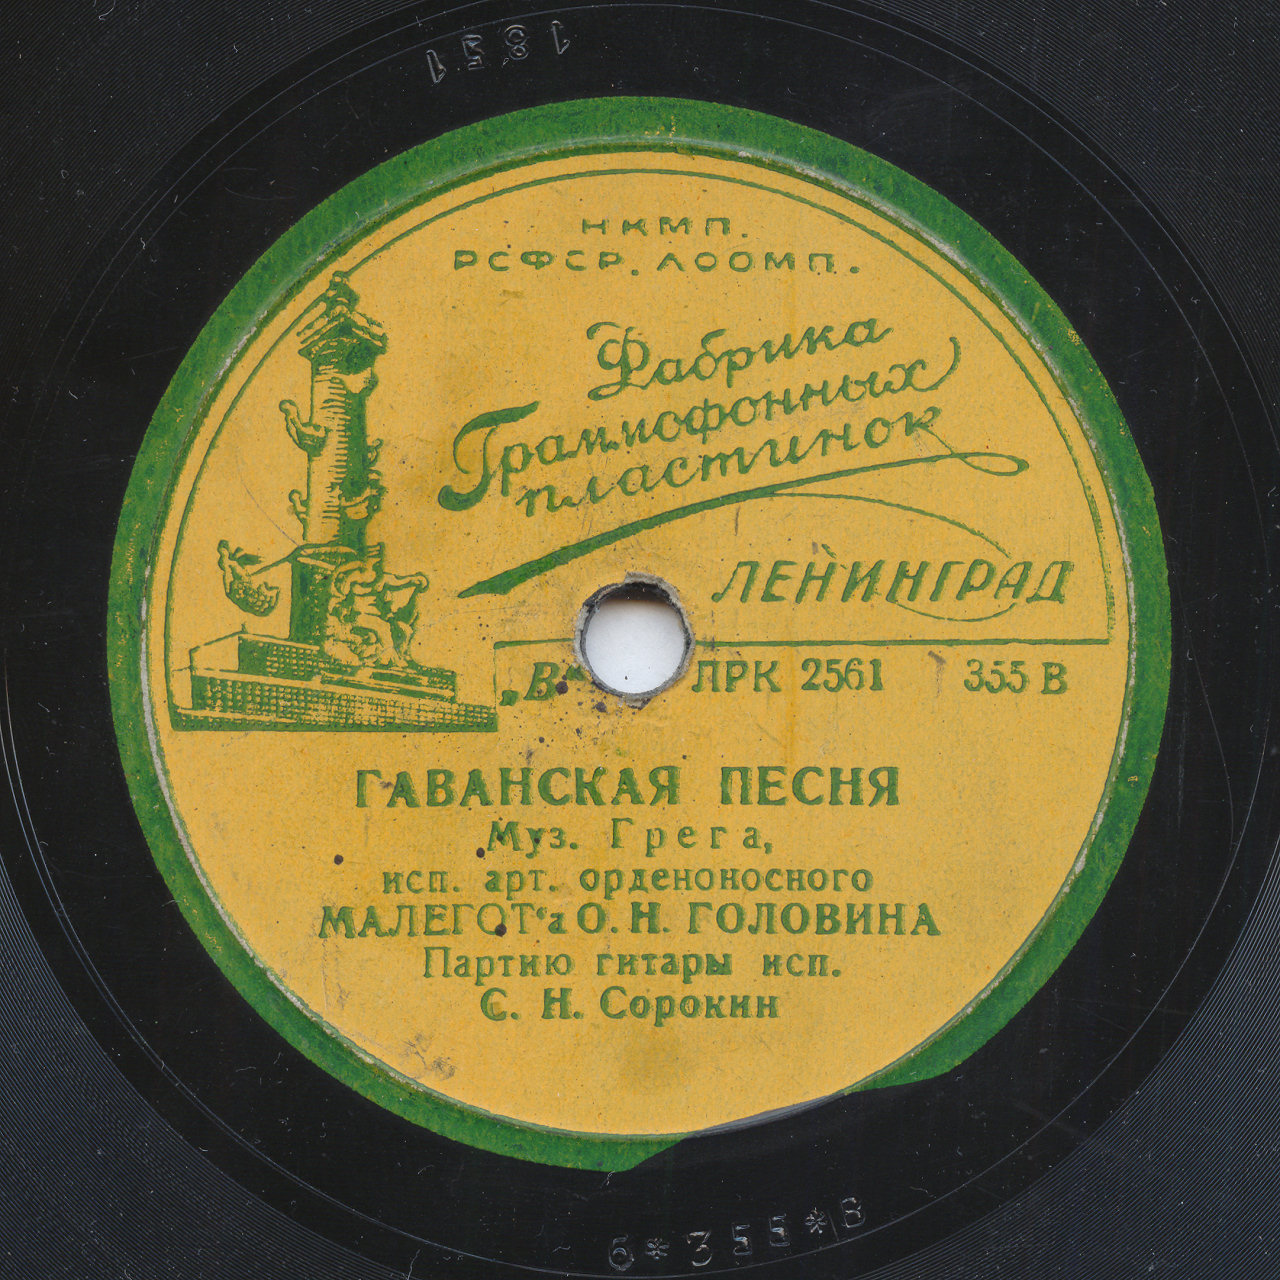 1851
НКМП.
РСФСР. ЛООМП.
Фабрика
Граммофонных
пластинок
ЛЕНИНГРАД
„В“ ЛРК 2561 355 В
ГАВАНСКАЯ ПЕСНЯ
Муз. Грега,
исп. арт. орденоносного
МАЛЕГОТ‘а О. Н. ГОЛОВИНА
Партию гитары исп.
С. Н. Сорокин
6*355*В